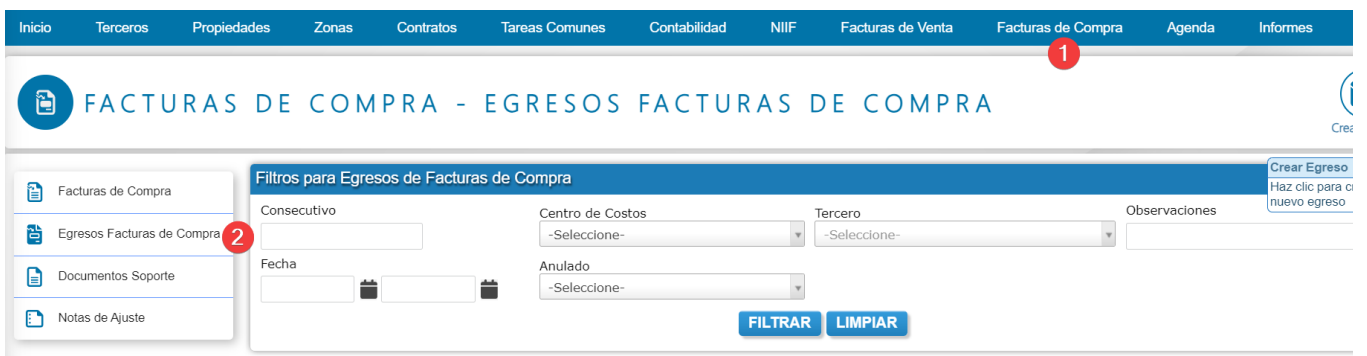 Inicio Terceros Propiedades Zonas Contratos Tareas Comunes Contabilidad NIIF Facturas de Venta Facturas de Compra Agenda Informes
1
FACTURAS DE COMPRA - EGRESOS FACTURAS DE COMPRA
Facturas de Compra
Egresos Facturas de Compra 2
Documentos Soporte
Notas de Ajuste
Filtros para Egresos de Facturas de Compra
Crear Egreso
Haz clic para
nuevo egreso
Consecutivo Centro de Costos Tercero Observaciones
-Seleccione- -Seleccione-
Fecha Anulado
-Seleccione-
FILTRAR LIMPIAR